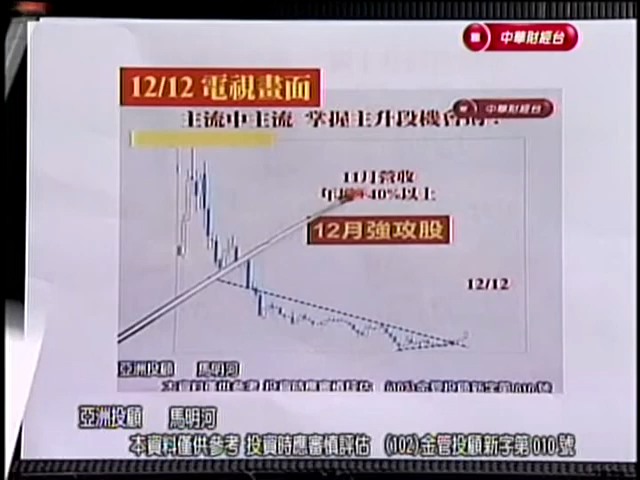 中華財經台
12/12 電視畫面
中華財經台
主流中主流 掌握主升段機會財！
11月營收
年增+40%以上
12月強攻股
12/12
亞洲投顧 馬明河
亞洲投顧 馬明河
本資料僅供參考 投資時應審慎評估 (102)金管投顧新字第010號